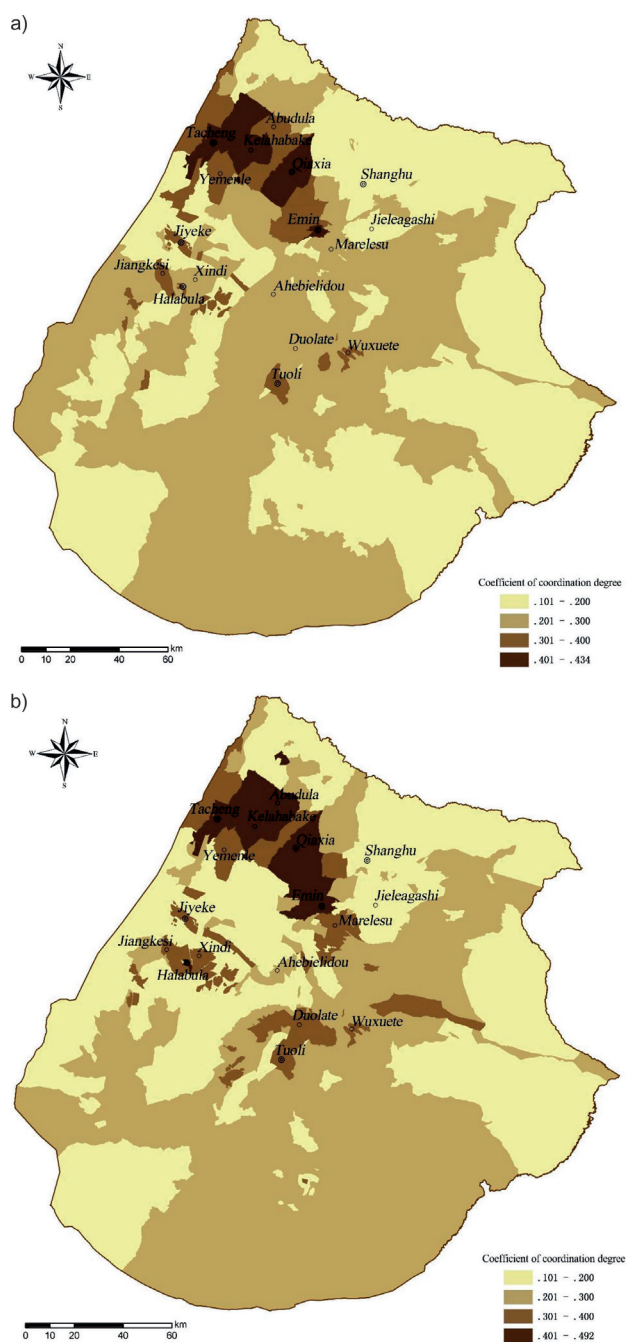 a)
N
W E
S
Abudula
Tacheng
Kelahabake
Qiaxia
Yemenle
Shanghu
Emin
Jieleagashi
Jiyeke
Marelesu
Jiangkesi
Xindi
Halabula
Ahebielidou
Duolate
Wuxuete
Tuoli
Coefficient of coordination degree
.101 - .200
.201 - .300
.301 - .400
.401 - .434
km
0 10 20 40 60
b)
N
W E
S
Abudula
Tacheng
Kelahabake
Qiaxia
Yemenle
Shanghu
Emin
Jieleagashi
Jiyeke
Marelesu
Jiangkesi
Xindi
Halabula
Ahebielidou
Duolate
Wuxuete
Tuoli
Coefficient of coordination degree
.101 - .200
.201 - .300
.301 - .400
.401 - .492
km
0 10 20 40 60